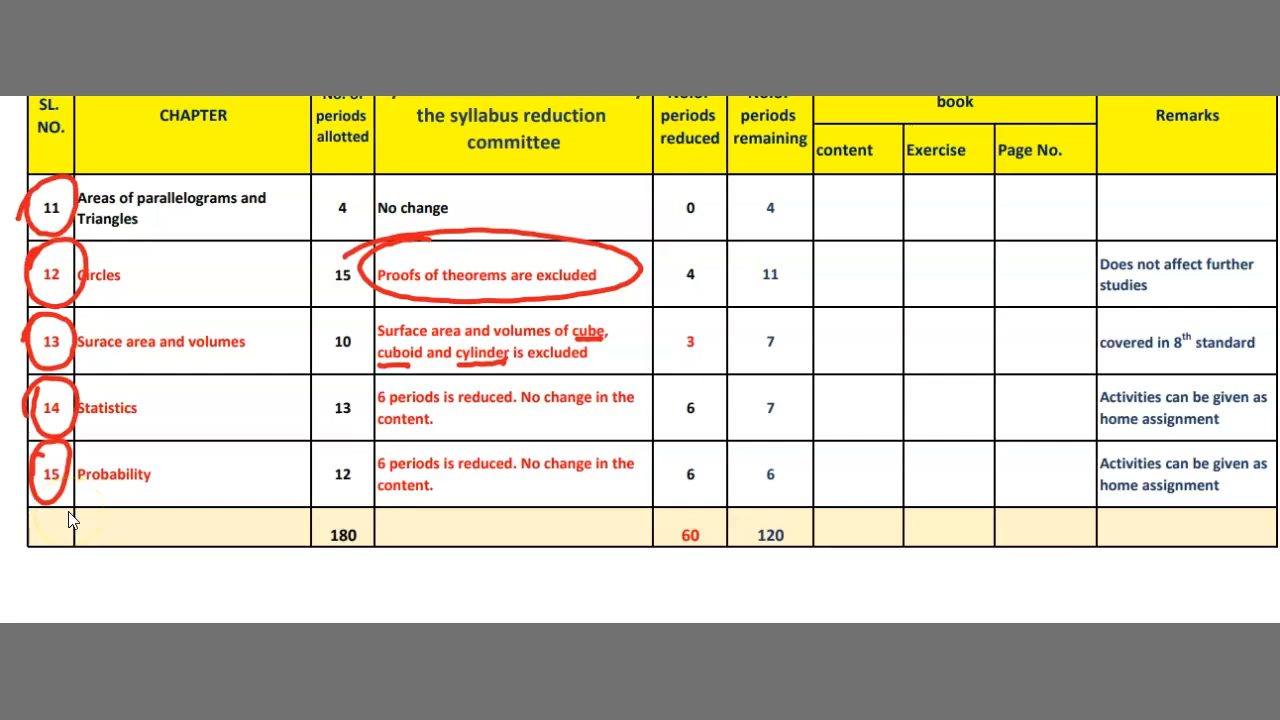 SL.
NO.
CHAPTER
periods
allotted
the syllabus reduction
committee
periods
reduced
periods
remaining
book
content
Exercise
Page No.
Remarks
11 Areas of parallelograms and
Triangles
4 No change 0 4
12 Circles 15 Proofs of theorems are excluded 4 11 Does not affect further
studies
13 Surace area and volumes 10 Surface area and volumes of cube,
cuboid and cylinder is excluded
3 7 covered in 8th standard
14 Statistics 13 6 periods is reduced. No change in the
content.
6 7 Activities can be given as
home assignment
15 Probability 12 6 periods is reduced. No change in the
content.
6 6 Activities can be given as
home assignment
180 60 120